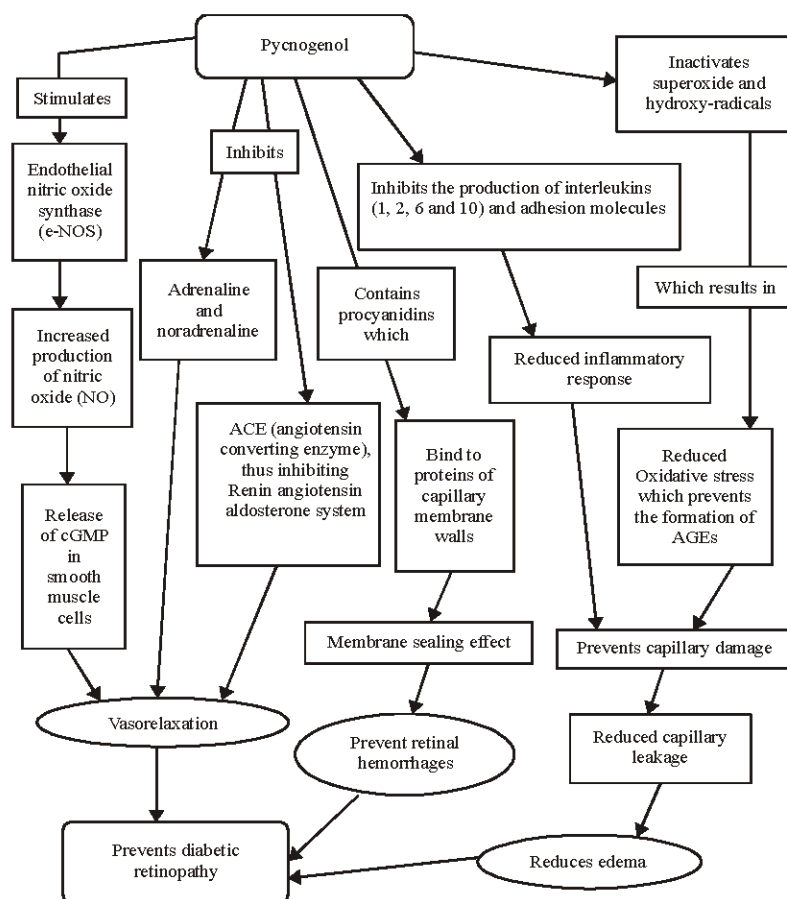 Pycnogenol
Inactivates
superoxide and
hydroxy-radicals
Stimulates
Inhibits
Endothelial
nitric oxide
synthase
(e-NOS)
Inhibits the production of interleukins
(1, 2, 6 and 10) and adhesion molecules
Adrenaline
and
noradrenaline
Contains
procyanidins
which
Which results in
Increased
production
of nitric
oxide (NO)
Reduced inflammatory
response
ACE (angiotensin
converting enzyme),
thus inhibiting
Renin angiotensin
aldosterone system
Bind to
proteins of
capillary
membrane
walls
Reduced
Oxidative stress
which prevents
the formation of
AGEs
Release
of cGMP
in
smooth
muscle
cells
Membrane sealing effect
Prevents capillary damage
Vasorelaxation
Prevent retinal
hemorrhages
Reduced capillary
leakage
Prevents diabetic
retinopathy
Reduces edema